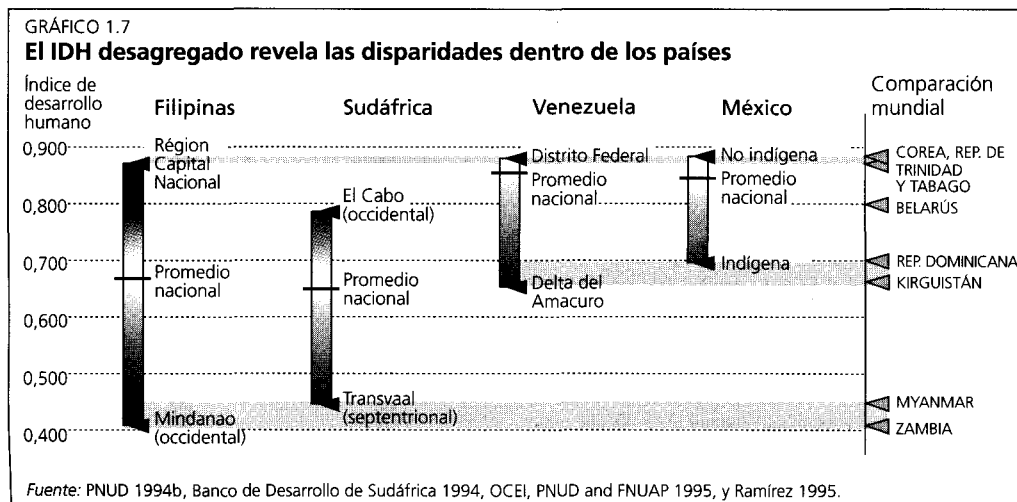 GRÁFICO 1.7
El IDH desagregado revela las disparidades dentro de los países
Índice de
desarrollo
humano
Filipinas
Sudáfrica
Venezuela
México
Comparación
mundial
0,900
0,800
0,700
0,600
0,500
0,400
Région
Capital
Nacional
Promedio
nacional
Mindanao
(occidental)
El Cabo
(occidental)
Promedio
nacional
Transvaal
(septentrional)
Distrito Federal
Promedio
nacional
Delta del
Amacuro
No indígena
Promedio
nacional
Indígena
COREA, REP. DE
TRINIDAD
Y TABAGO
BELARÚS
REP. DOMINICANA
KIRGUISTÁN
MYANMAR
ZAMBIA
Fuente: PNUD 1994b, Banco de Desarrollo de Sudáfrica 1994, OCEI, PNUD and FNUAP 1995, y Ramírez 1995.